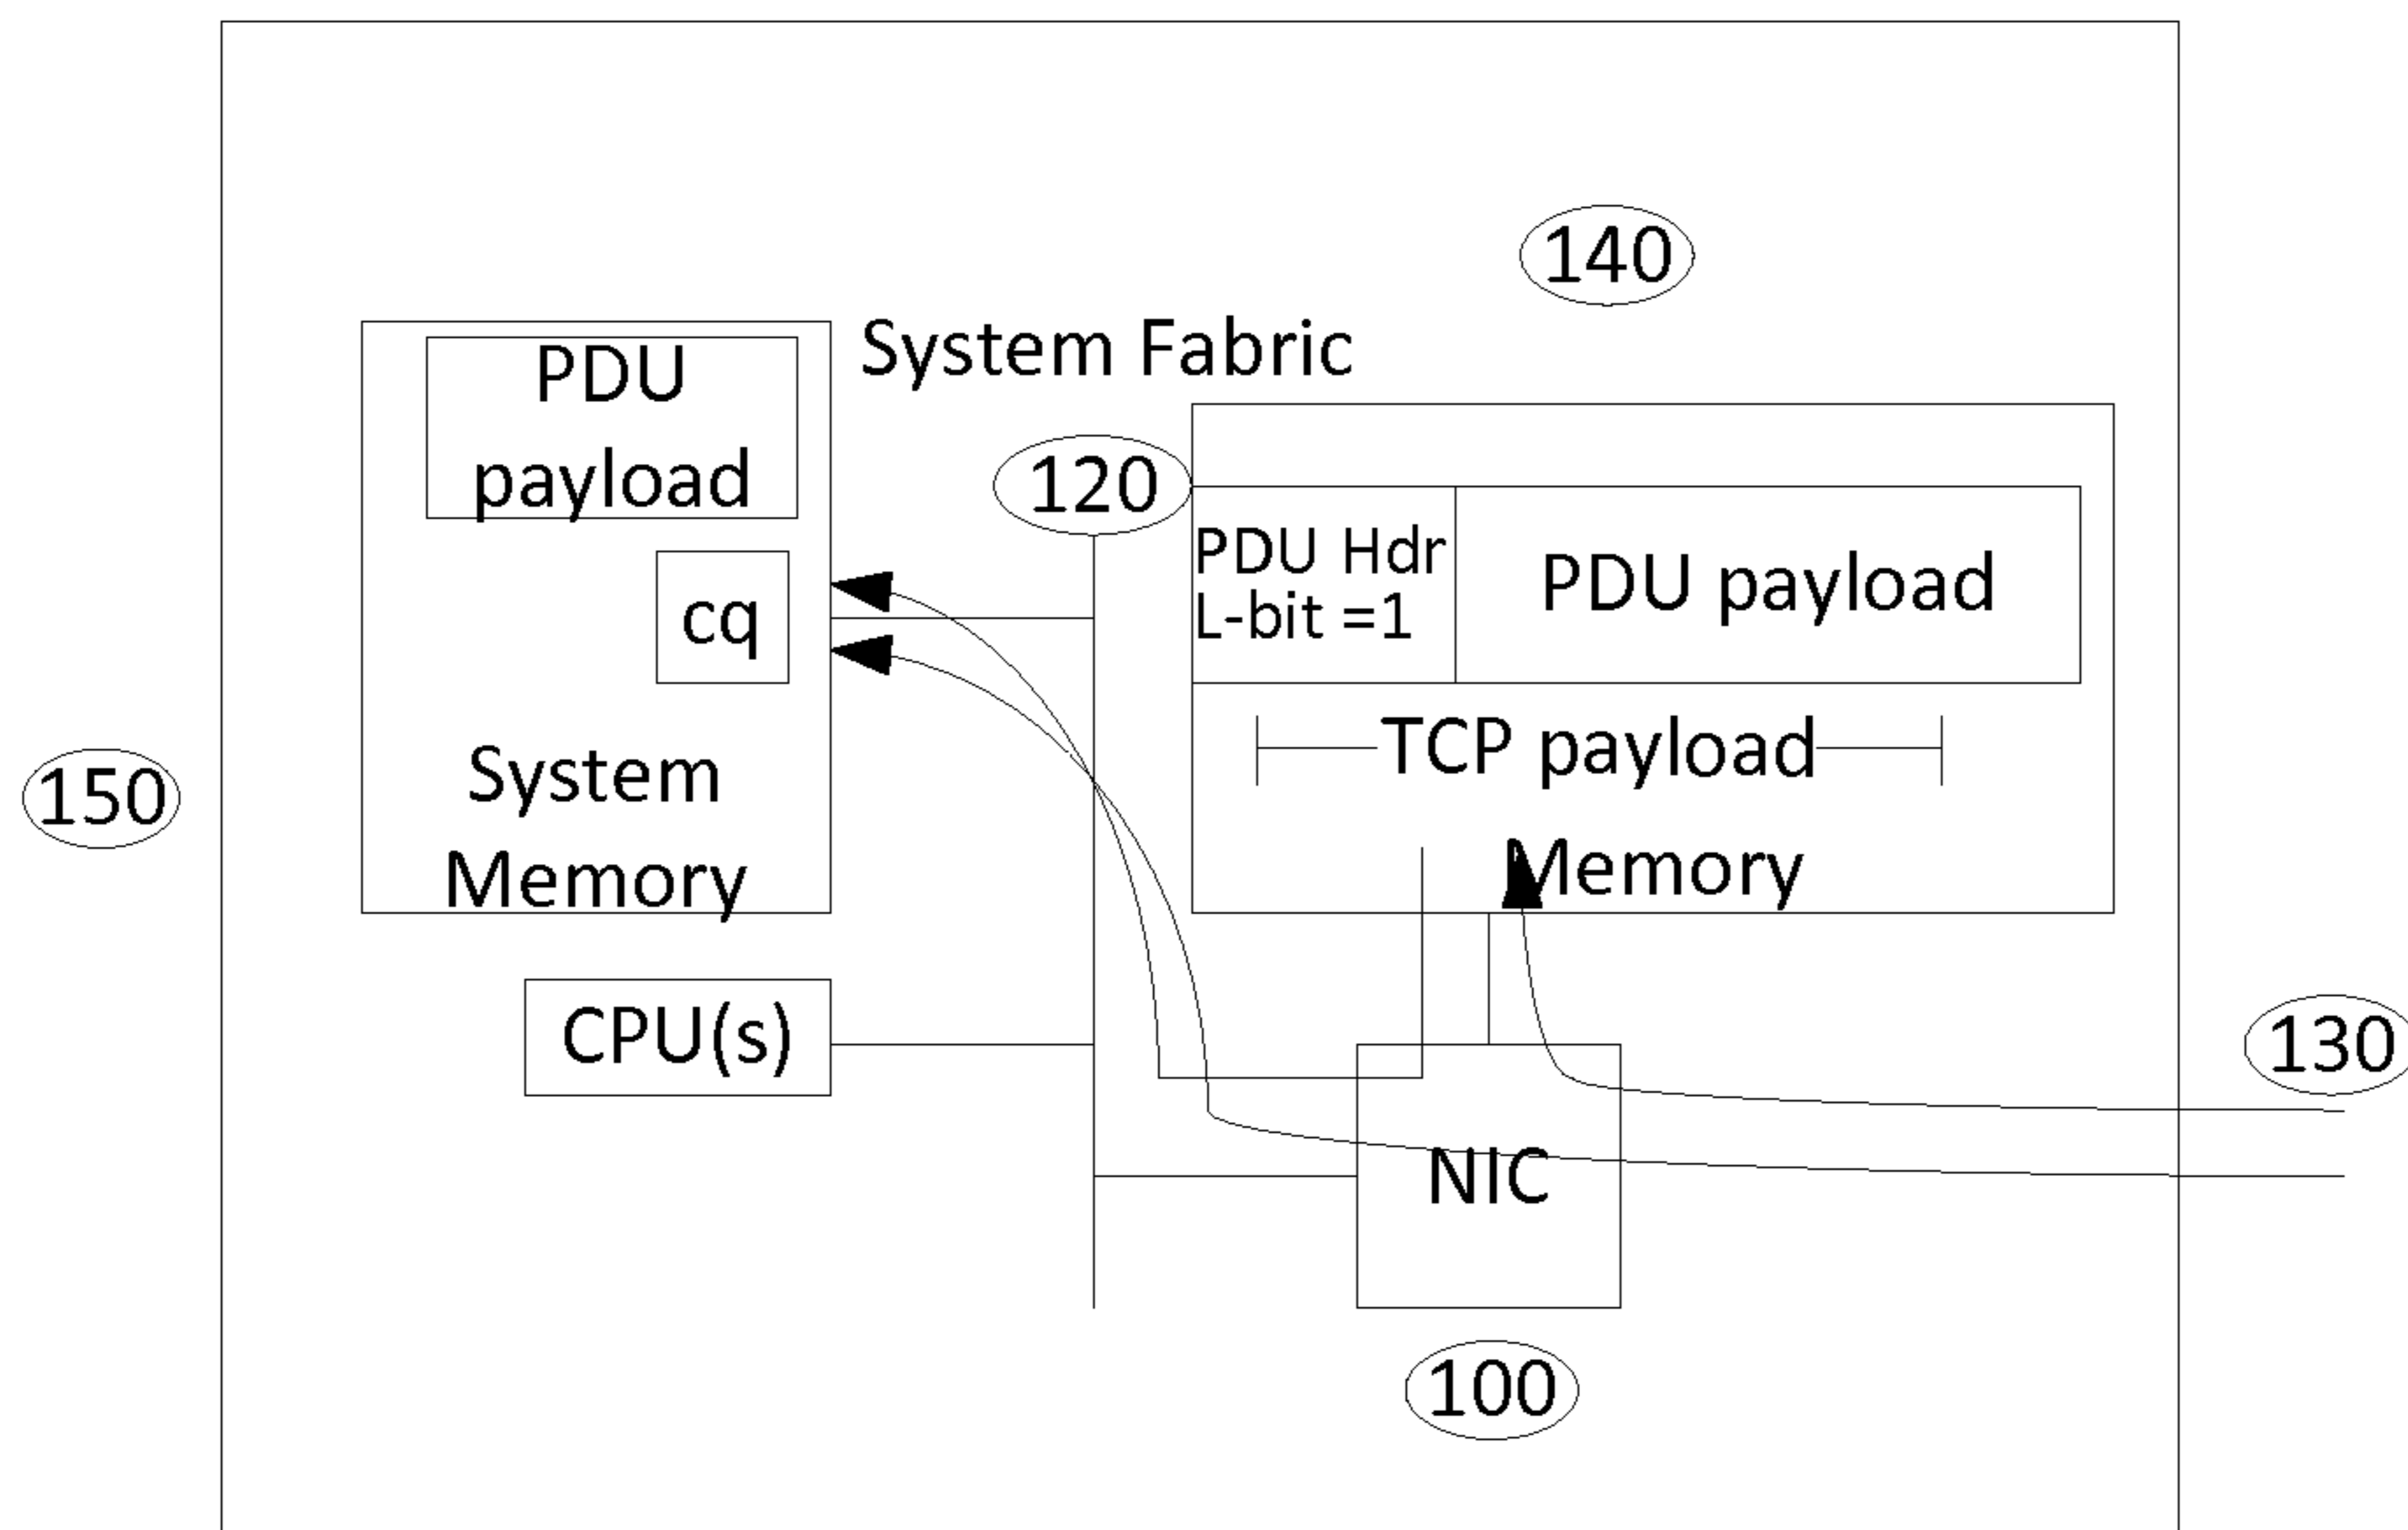 140
System Fabric
PDU
payload
120
PDU Hdr
L-bit =1
PDU payload
cq
TCP payload
System
Memory
Memory
150
CPU(s)
130
NIC
100